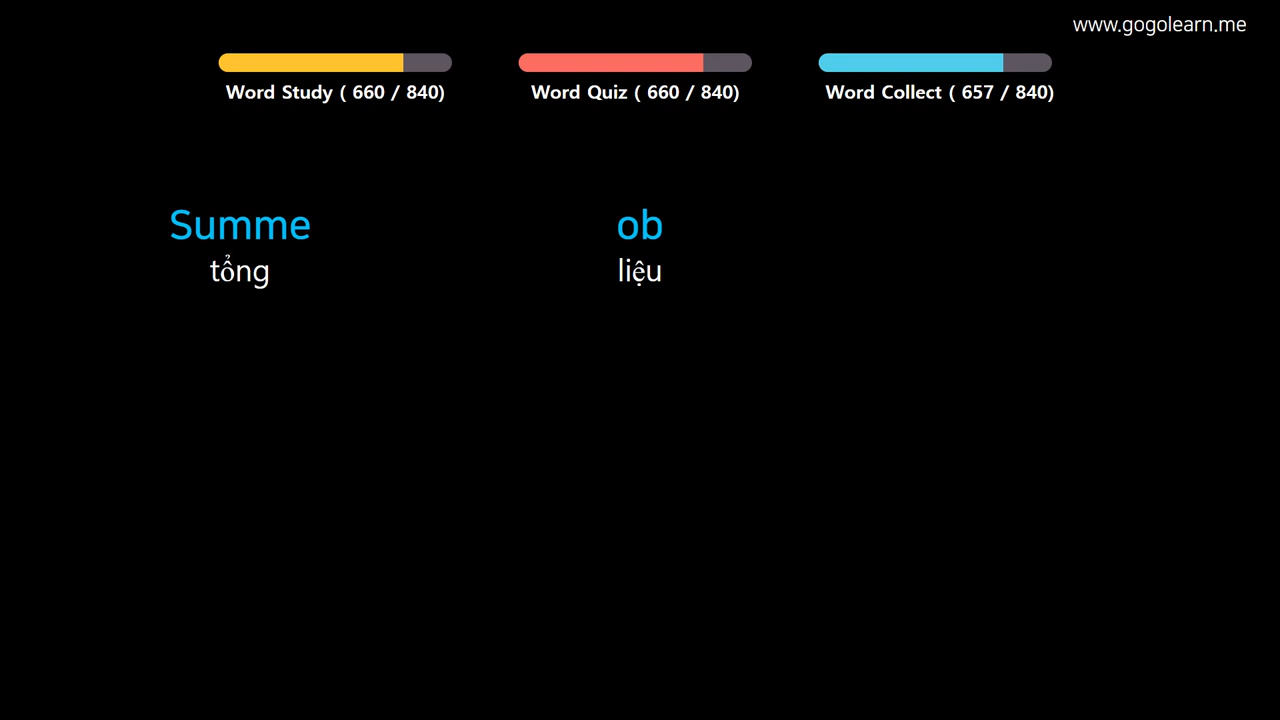 www.gogolearn.me
Word Study ( 660 / 840)
Word Quiz ( 660 / 840)
Word Collect ( 657 / 840)
Summe
tổng
ob
liệu